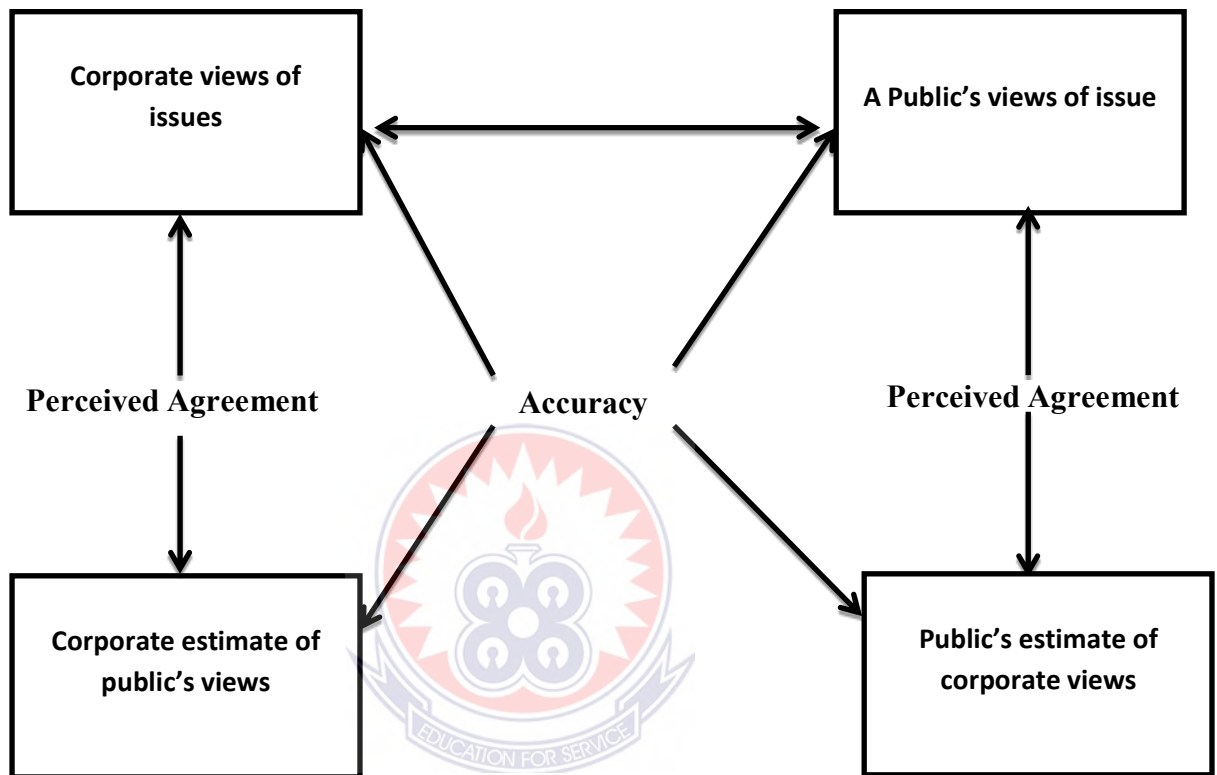 Corporate views of
issues
A Public’s views of issue
Perceived Agreement
Accuracy
Perceived Agreement
Corporate estimate of
public’s views
Public’s estimate of
corporate views
EDUCATION FOR SERVICE